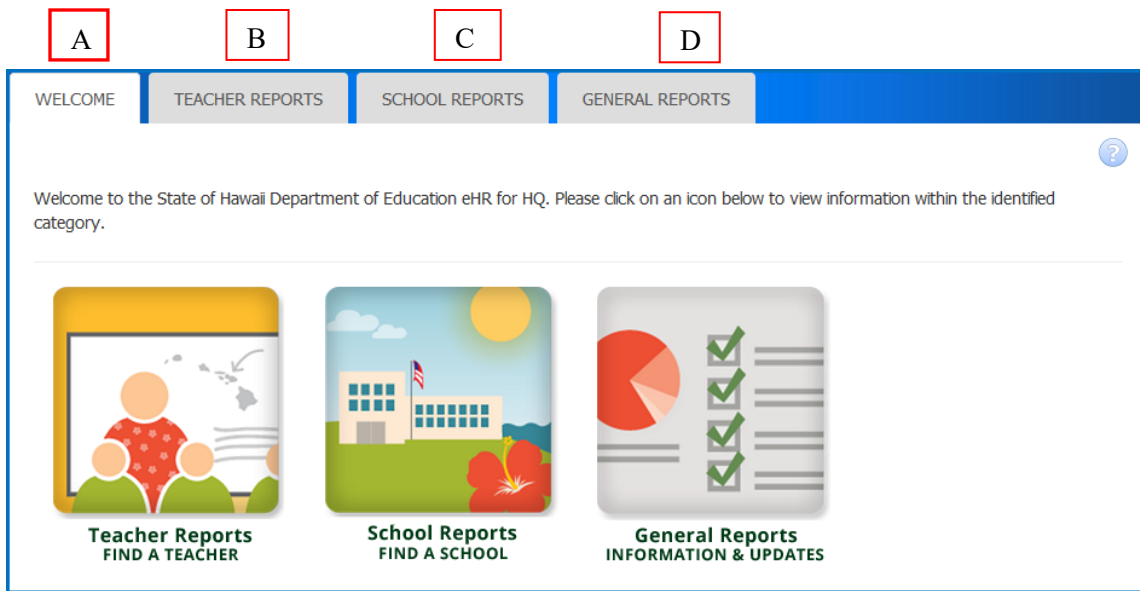 A B C D
WELCOME TEACHER REPORTS SCHOOL REPORTS GENERAL REPORTS
?
Welcome to the State of Hawaii Department of Education eHR for HQ. Please click on an icon below to view information within the identified
category.
Teacher Reports School Reports General Reports
FIND A TEACHER FIND A SCHOOL INFORMATION & UPDATES